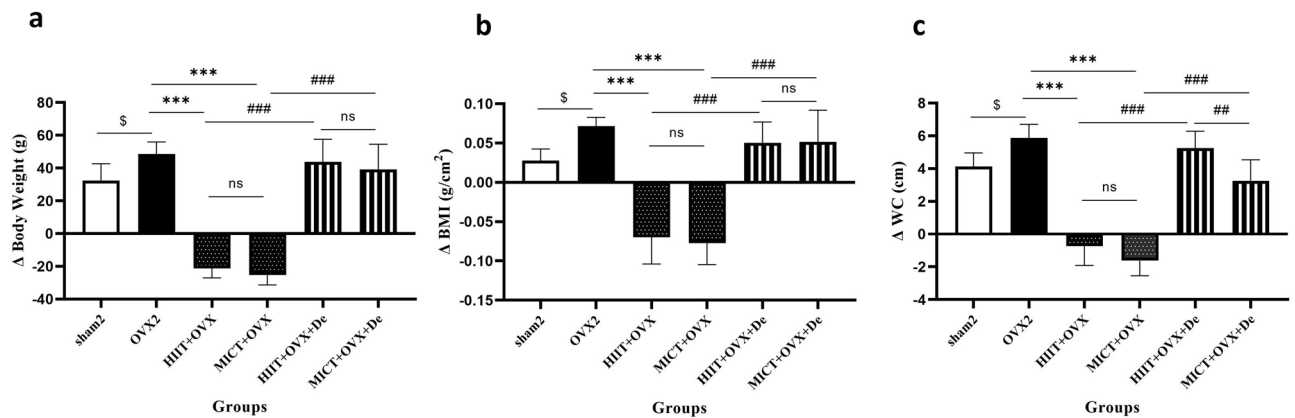 a
Δ Body Weight (g)
80
60
40
20
0
-20
-40
$
***
***
###
###
ns
ns
sham2
OVX2
HIIT+OVX
MICT+OVX
HIIT+OVX+De
MICT+OVX+De
Groups
b
Δ BMI (g/cm²)
0.10
0.05
0.00
-0.05
-0.10
-0.15
$
***
***
###
###
ns
ns
sham2
OVX2
HIIT+OVX
MICT+OVX
HIIT+OVX+De
MICT+OVX+De
Groups
c
Δ WC (cm)
8
6
4
2
0
-2
-4
$
***
***
###
###
##
ns
sham2
OVX2
HIIT+OVX
MICT+OVX
HIIT+OVX+De
MICT+OVX+De
Groups